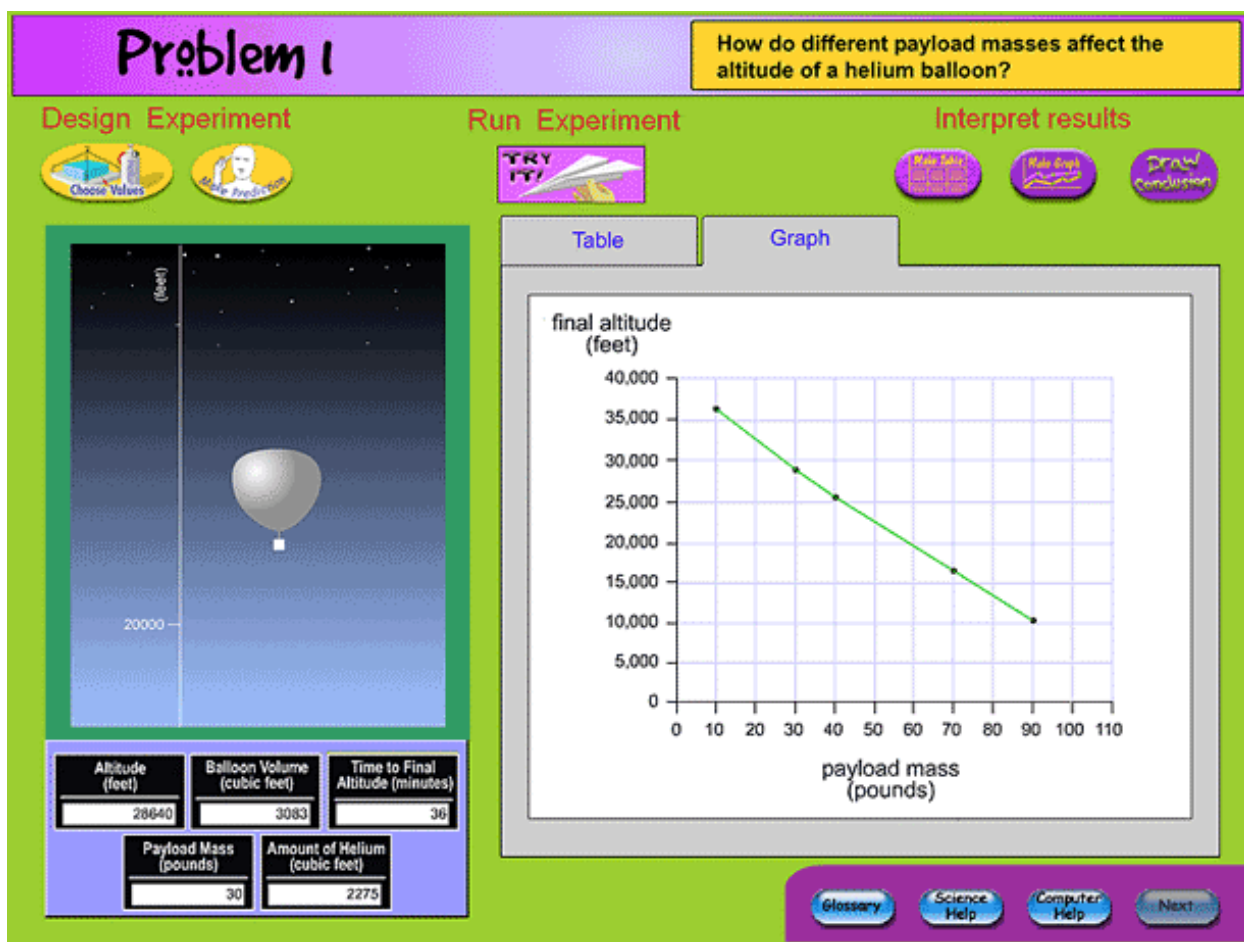 Problem 1
How do different payload masses affect the
altitude of a helium balloon?
Design Experiment
Run Experiment
Interpret results
Choose Values
Make Prediction
TRY
IT!
Make Table
Make Graph
Draw
Conclusion
(feet)
20000
Altitude
(feet)
28640
Balloon Volume
(cubic feet)
3083
Time to Final
Altitude (minutes)
36
Payload Mass
(pounds)
30
Amount of Helium
(cubic feet)
2275
Table
Graph
final altitude
(feet)
40,000
35,000
30,000
25,000
20,000
15,000
10,000
5,000
0
0 10 20 30 40 50 60 70 80 90 100 110
payload mass
(pounds)
Glossary
Science
Help
Computer
Help
Next